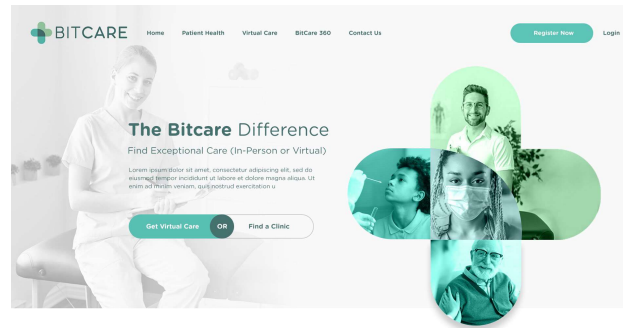 BITCARE
Home Patient Health Virtual Care BitCare 360 Contact Us
Register Now
Login
The Bitcare Difference
Find Exceptional Care (In-Person or Virtual)
Lorem ipsum dolor sit amet, consectetur adipiscing elit, sed do
eiusmod tempor incididunt ut labore et dolore magna aliqua. Ut
enim ad minim veniam, quis nostrud exercitation u
Get Virtual Care OR Find a Clinic